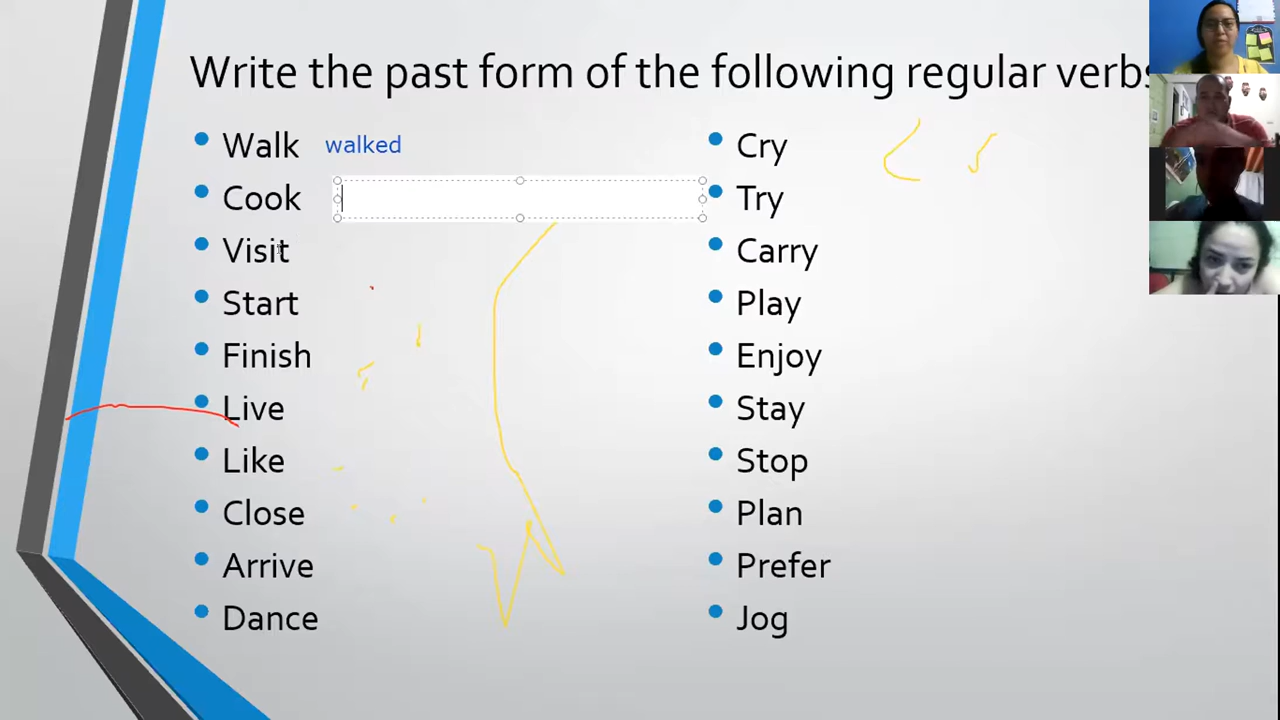 Write the past form of the following regular verbs
Walk walked
Cook
Visit
Start
Finish
Live
Like
Close
Arrive
Dance
Cry
Try
Carry
Play
Enjoy
Stay
Stop
Plan
Prefer
Jog